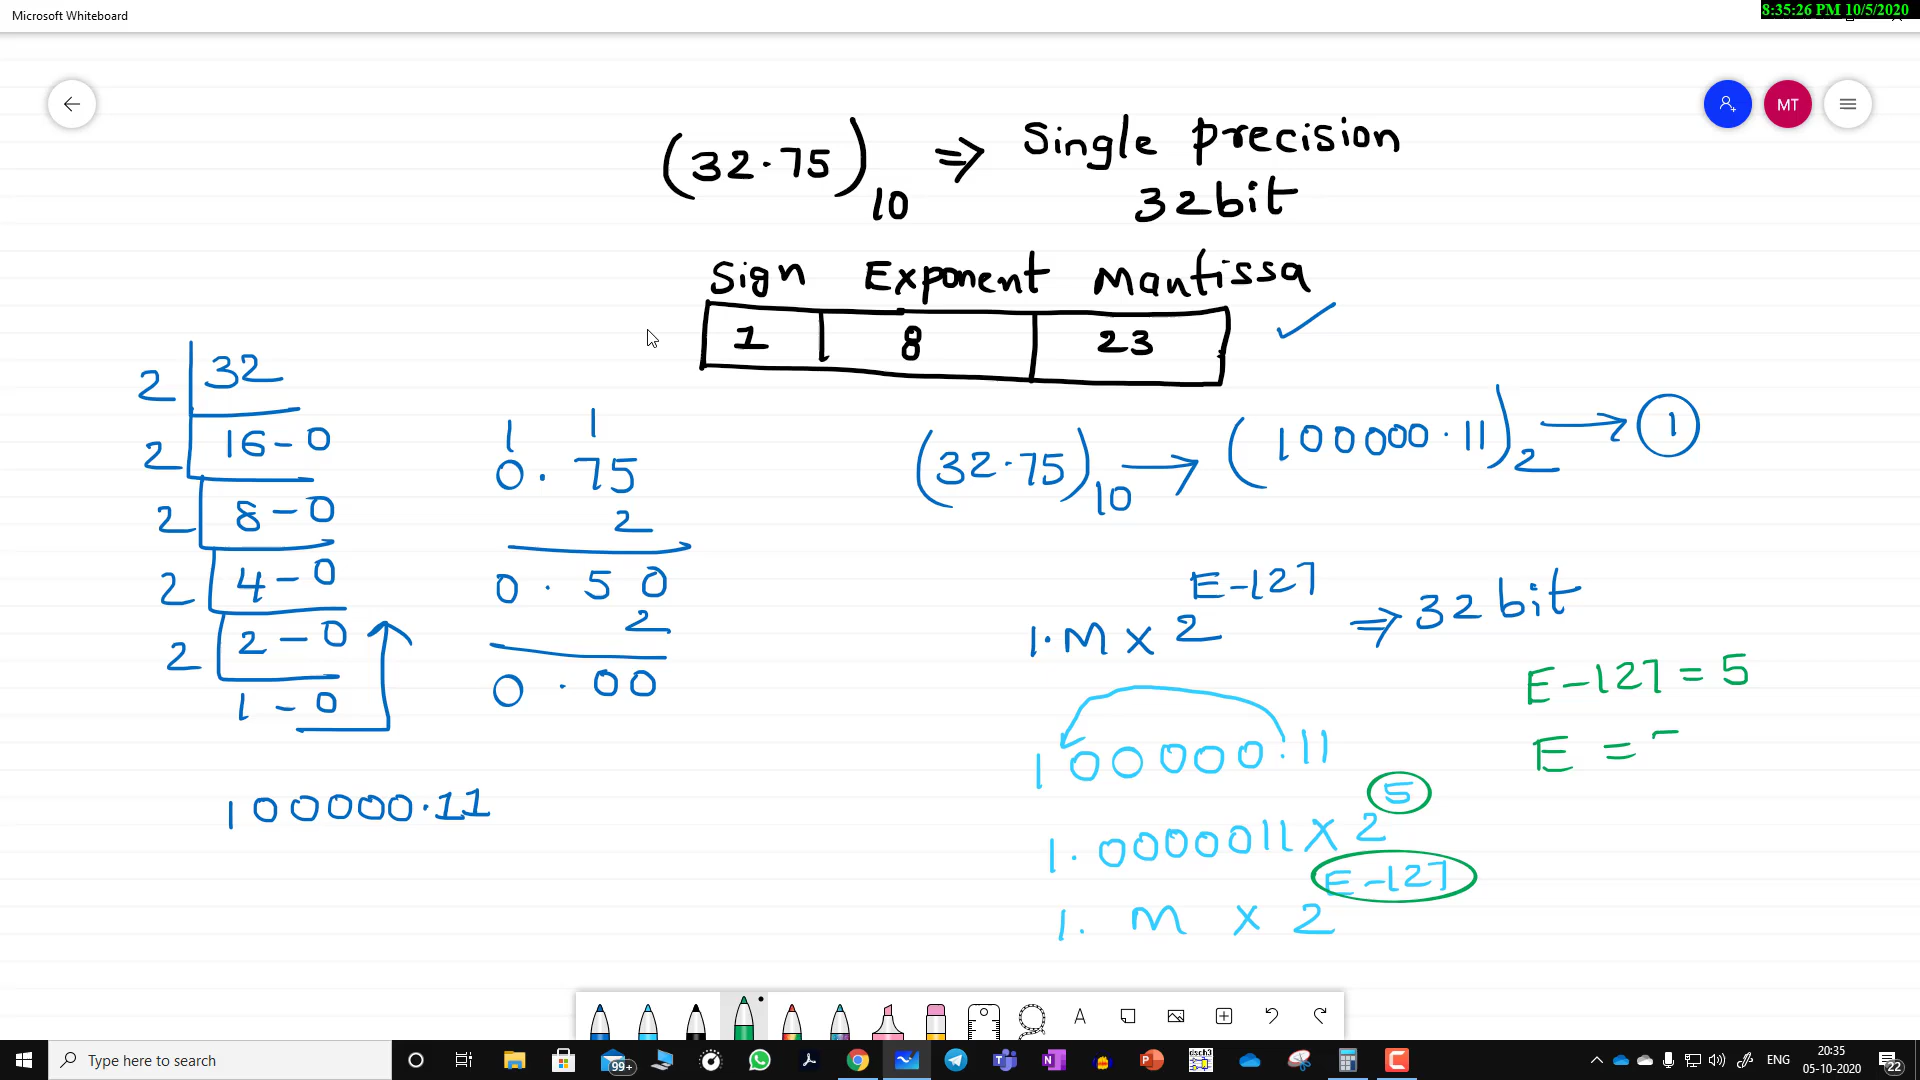 Microsoft Whiteboard
8:35:26 PM 10/5/2020
MT
(32.75)10 ⇒ Single precision
32bit
Sign Exponent Mantissa
1 8 23 ✓
2 32
2 16-0
2 8-0
2 4-0
2 2-0
1-0
100000.11
1 1
0.75
2
0.50
2
0.00
(32.75)10 → (100000.11)2 → 1
1.M x 2^E-127 ⇒ 32 bit
100000.11
1.0000011 X 2^5
1. M x 2^E-127
E-127=5
E =
A
Type here to search
99+
ENG
20:35
05-10-2020
22